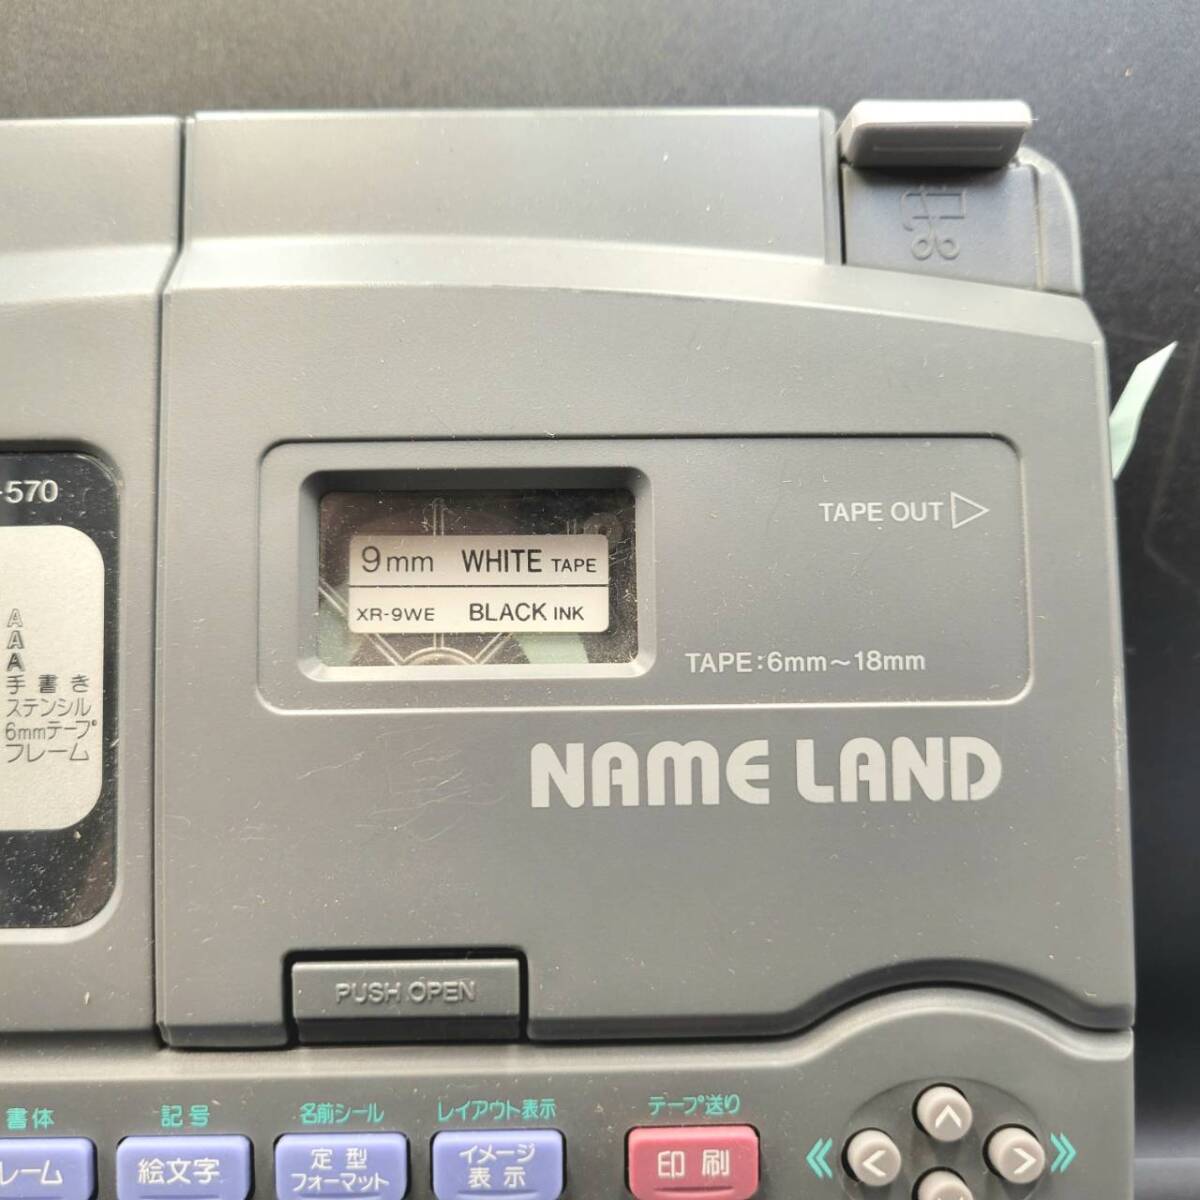 -570
A
A
A
手書き
ステンシル
6mmテープ
フレーム
9mm WHITE TAPE
XR-9WE BLACK INK
TAPE OUT
TAPE:6mm~18mm
NAME LAND
PUSH OPEN
書体 記号 名前シール レイアウト表示 テープ送り
レーム 絵文字 定型 フォーマット イメージ 表示 印刷